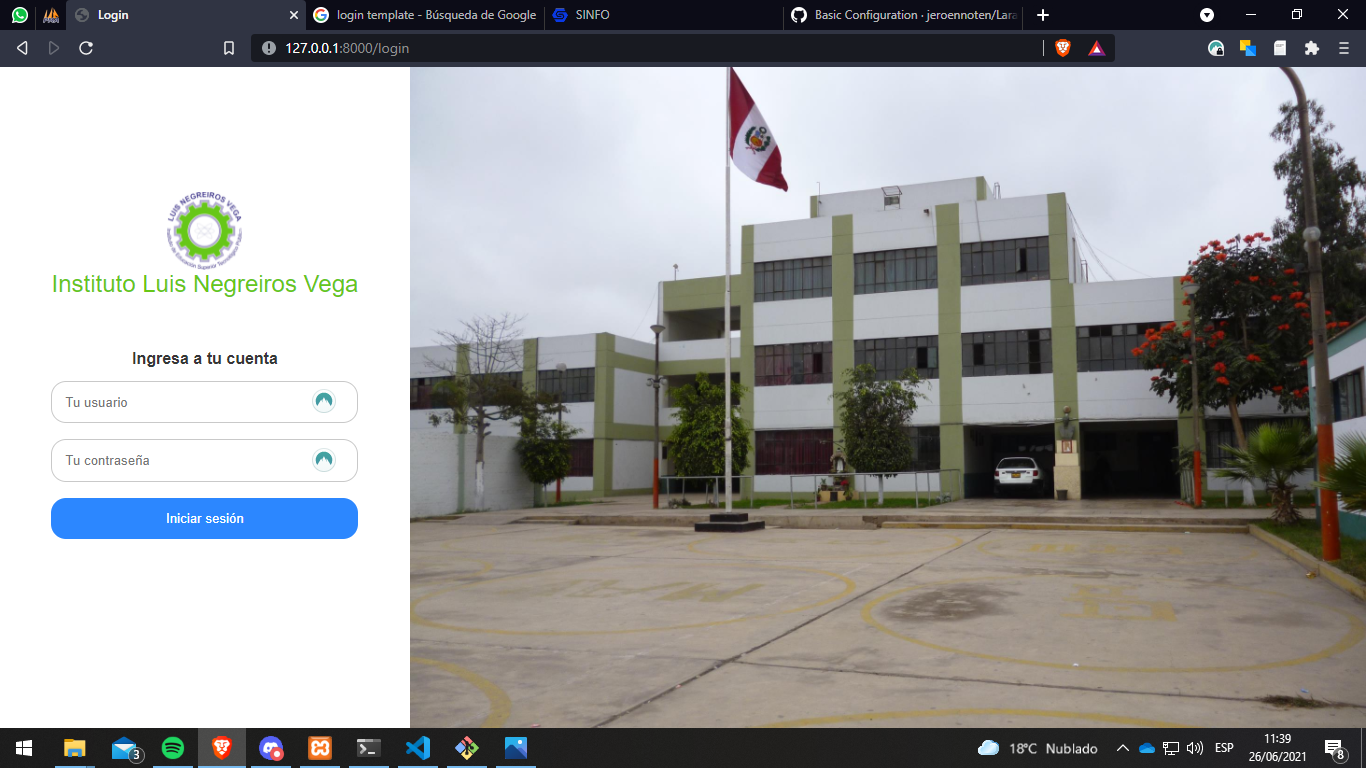 Login
login template - Búsqueda de Google
SINFO
Basic Configuration · jeroennoten/Lara
127.0.0.1:8000/login
LUIS NEGREIROS VEGA
Instituto Luis Negreiros Vega
Ingresa a tu cuenta
Tu usuario
Tu contraseña
Iniciar sesión
3
18°C Nublado
ESP
11:39
26/06/2021
8